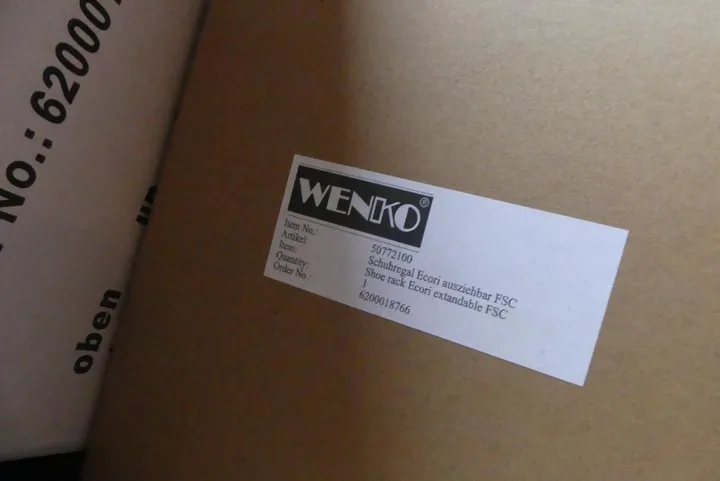 No.: 62000
oben
WENKO®
Item No.: 50772100
Artikel: Schuhregal Ecori ausziehbar FSC
Item: Shoe rack Ecori extandable FSC
Quantity: 1
Order No.: 6200018766